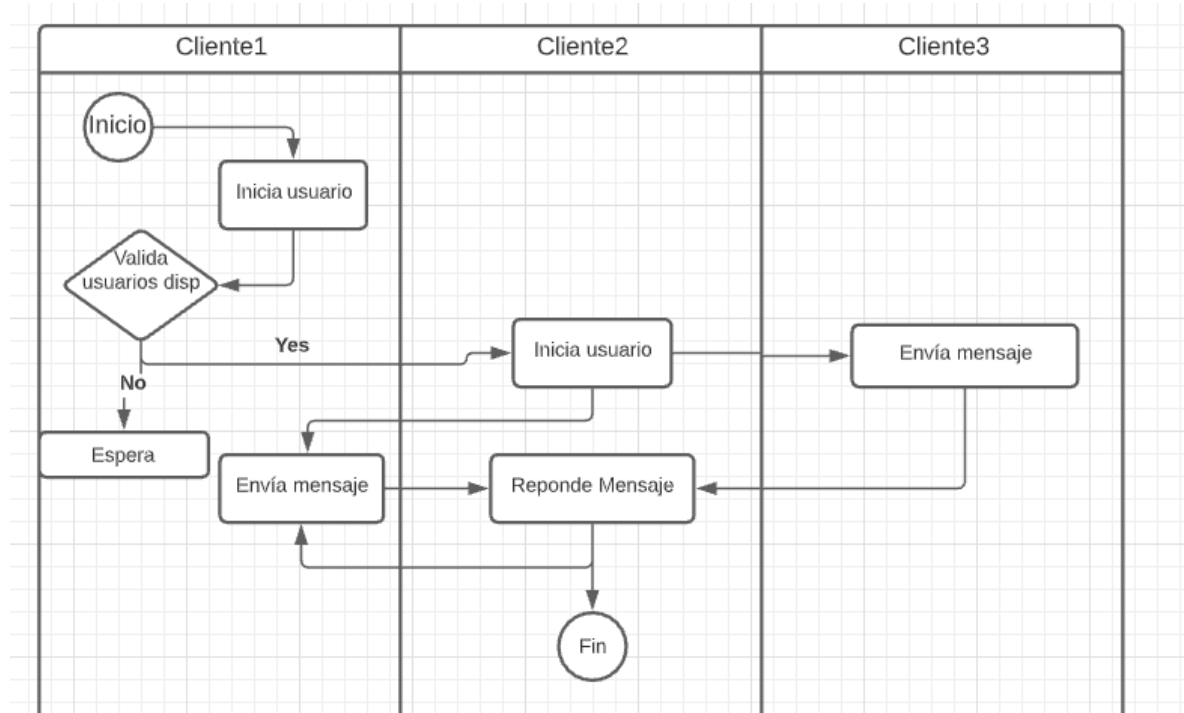 Cliente1
Cliente2
Cliente3
Inicio
Inicia usuario
Valida
usuarios disp
Yes
Inicia usuario
Envía mensaje
No
Espera
Envía mensaje
Reponde Mensaje
Fin